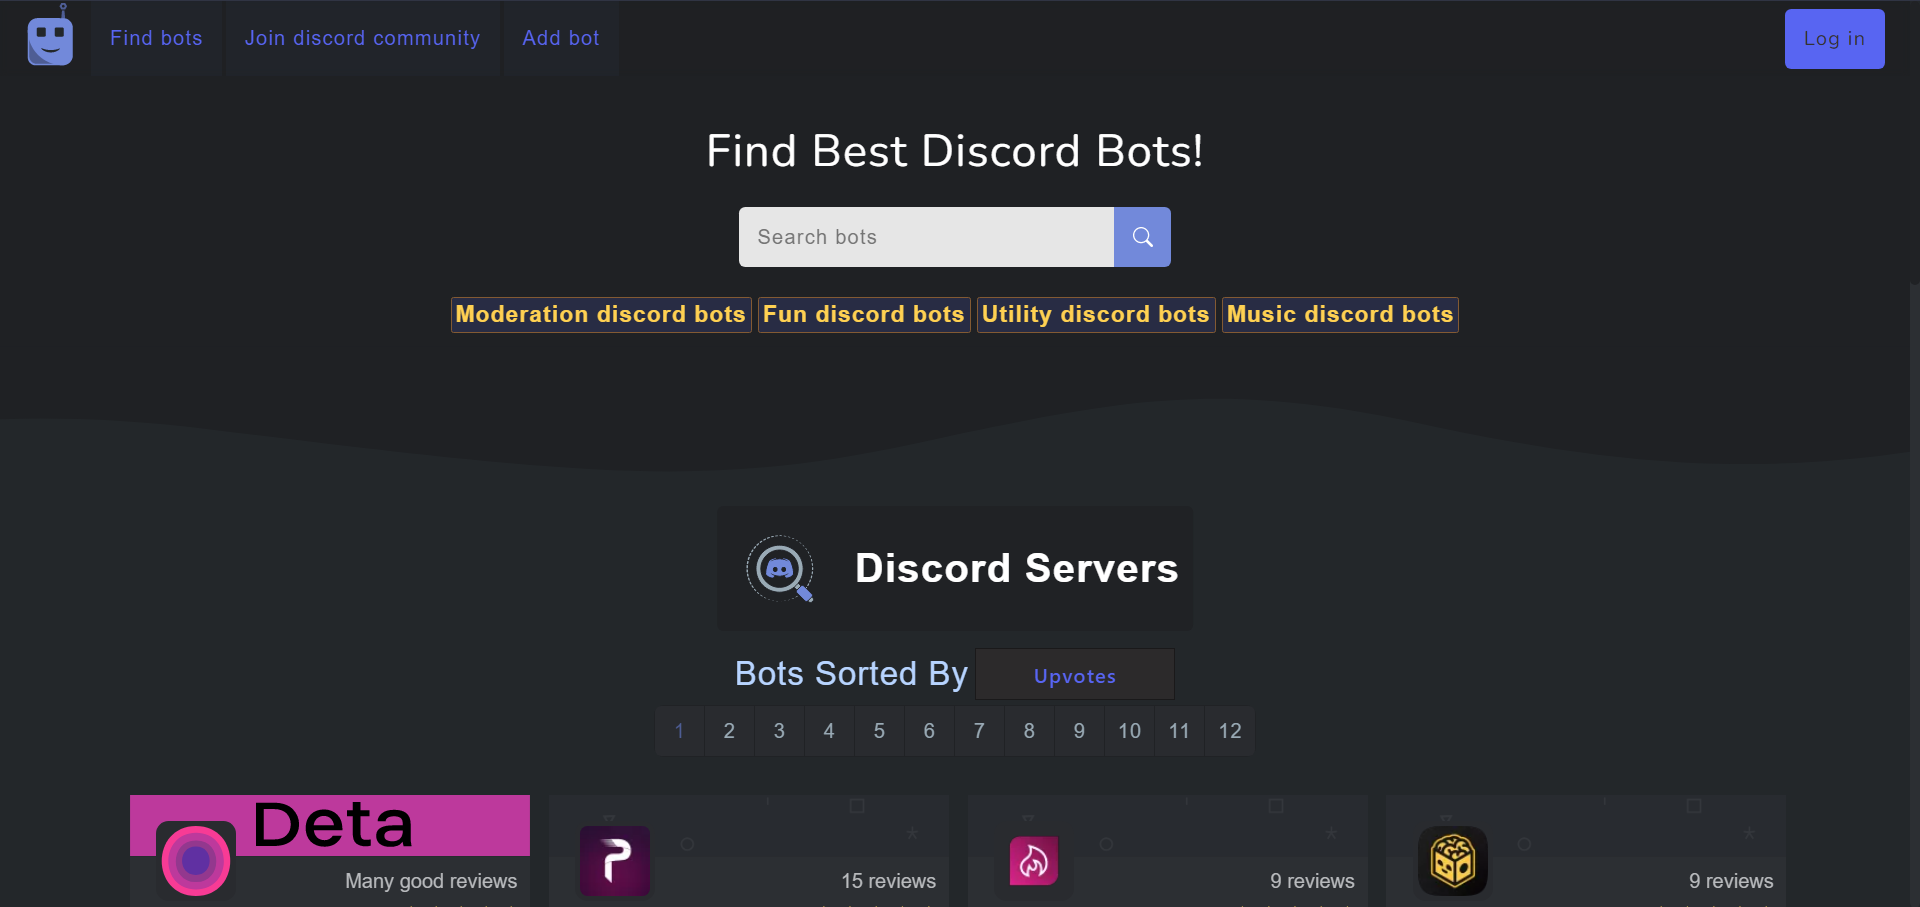 Find bots
Join discord community
Add bot
Log in
Find Best Discord Bots!
Search bots
Moderation discord bots
Fun discord bots
Utility discord bots
Music discord bots
Discord Servers
Bots Sorted By
Upvotes
1 2 3 4 5 6 7 8 9 10 11 12
Deta
Many good reviews
15 reviews
9 reviews
9 reviews